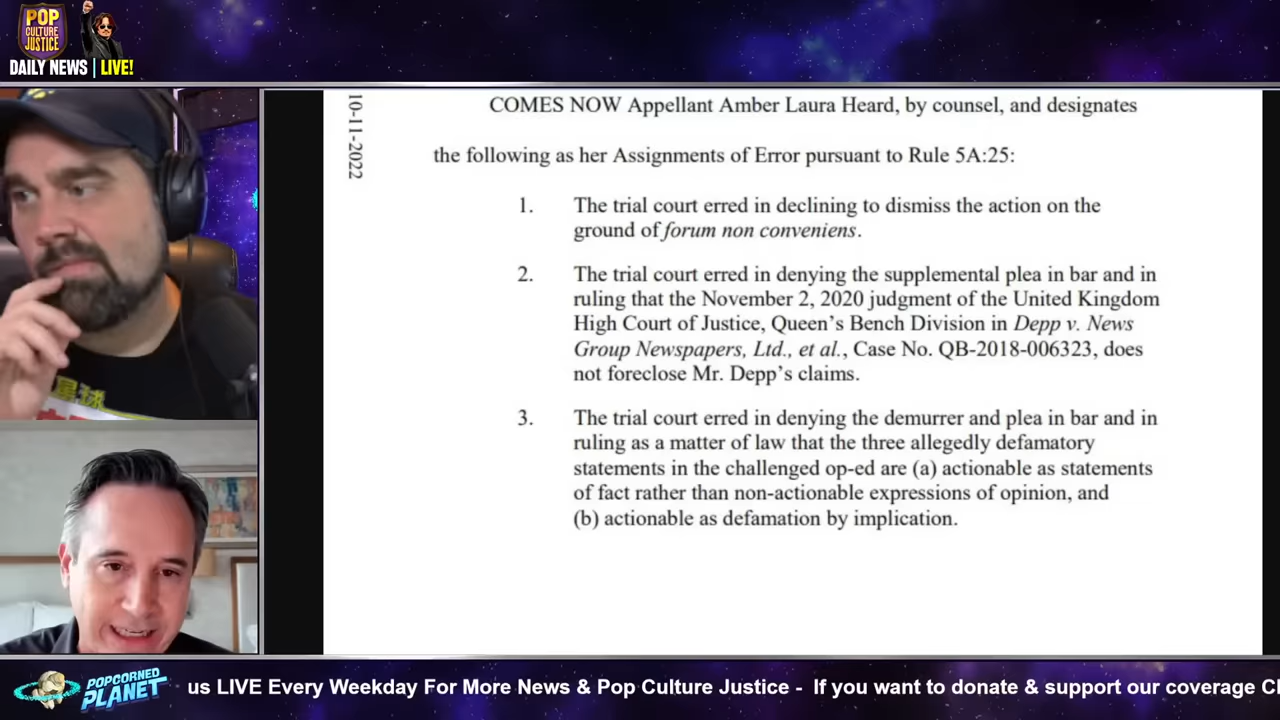 POP
CULTURE
JUSTICE
DAILY NEWS | LIVE!
10-11-2022
COMES NOW Appellant Amber Laura Heard, by counsel, and designates
the following as her Assignments of Error pursuant to Rule 5A:25:
1. The trial court erred in declining to dismiss the action on the
ground of forum non conveniens.
2. The trial court erred in denying the supplemental plea in bar and in
ruling that the November 2, 2020 judgment of the United Kingdom
High Court of Justice, Queen’s Bench Division in Depp v. News
Group Newspapers, Ltd., et al., Case No. QB-2018-006323, does
not foreclose Mr. Depp’s claims.
3. The trial court erred in denying the demurrer and plea in bar and in
ruling as a matter of law that the three allegedly defamatory
statements in the challenged op-ed are (a) actionable as statements
of fact rather than non-actionable expressions of opinion, and
(b) actionable as defamation by implication.
星球
POPCORNED
PLANET
us LIVE Every Weekday For More News & Pop Culture Justice - If you want to donate & support our coverage